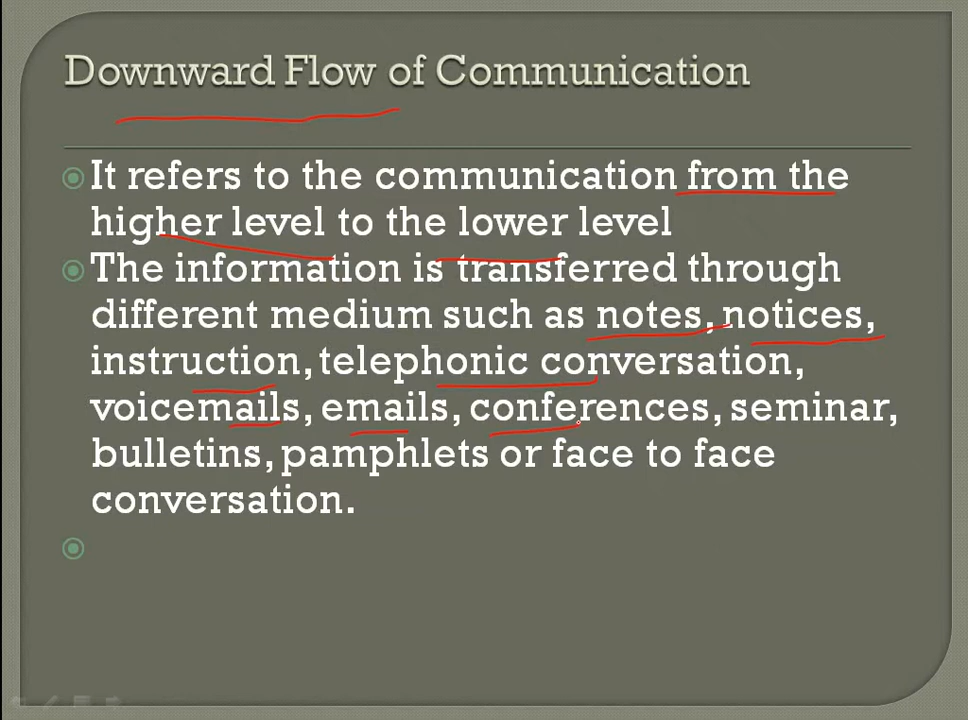 Downward Flow of Communication
It refers to the communication from the
higher level to the lower level
The information is transferred through
different medium such as notes, notices,
instruction, telephonic conversation,
voicemails, emails, conferences, seminar,
bulletins, pamphlets or face to face
conversation.